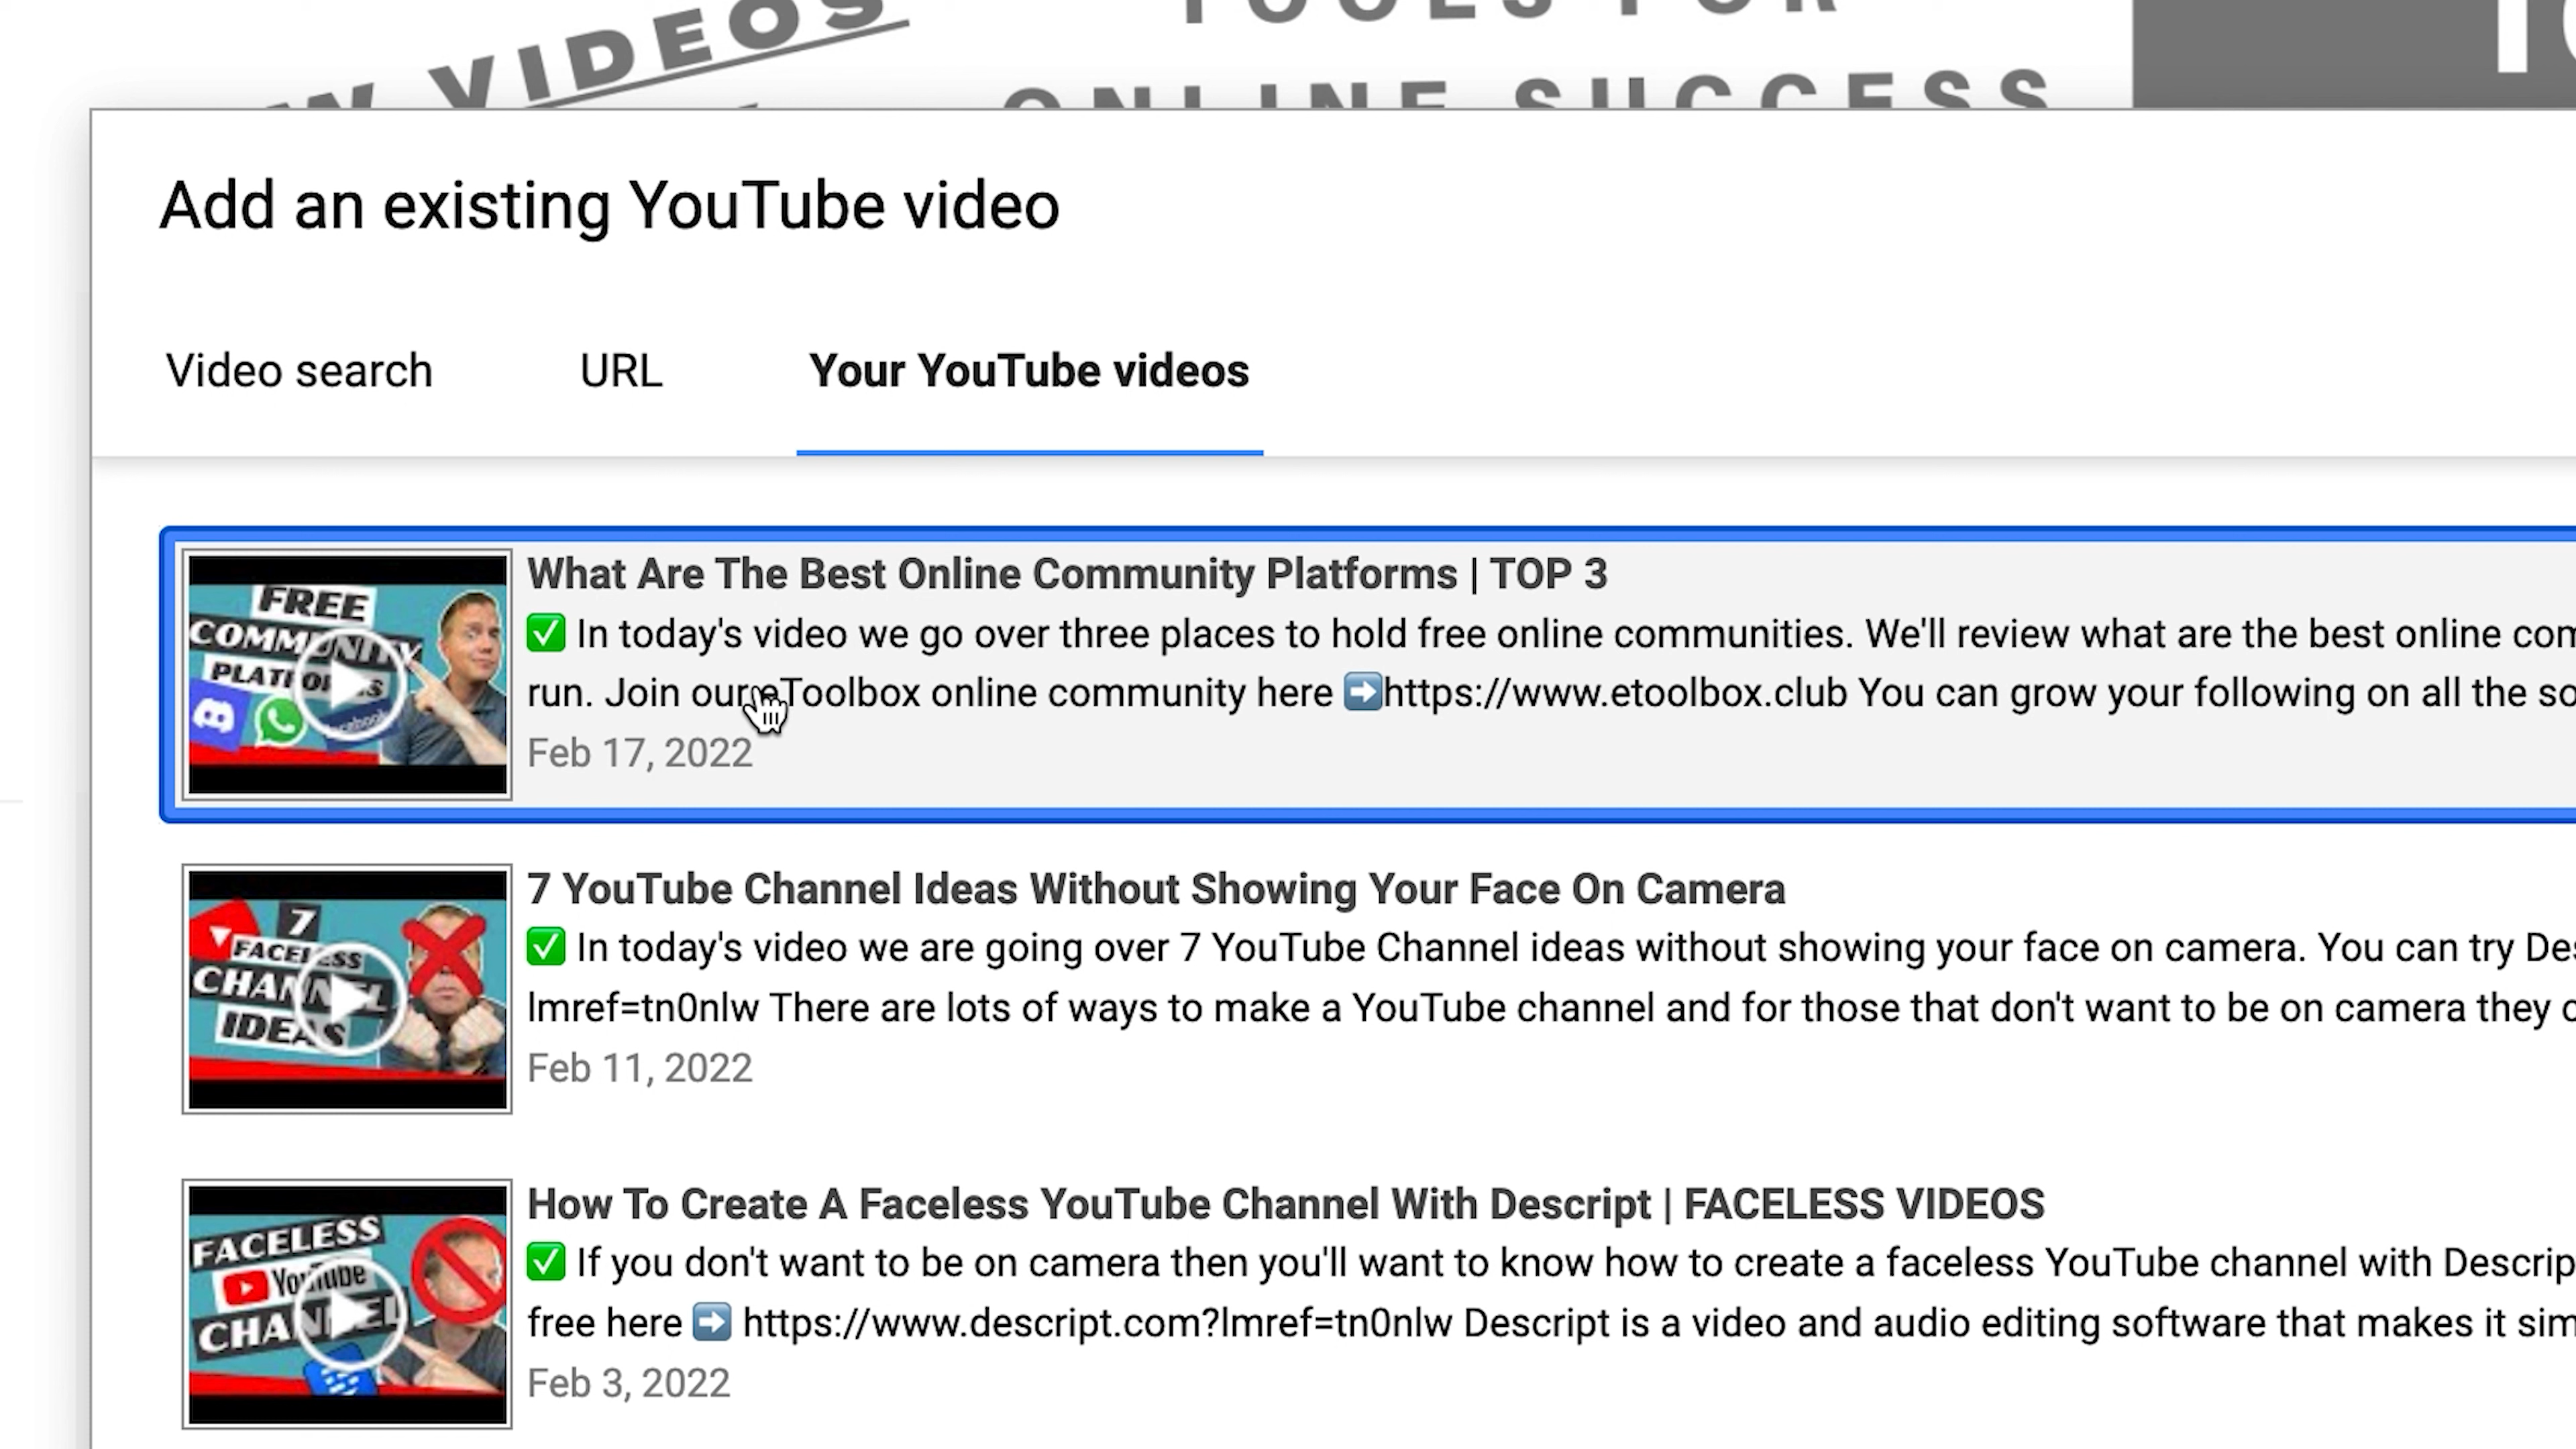 VIDEOS
TOOLS FOR
ONLINE SUCCESS
Add an existing YouTube video
Video search
URL
Your YouTube videos
FREE
COMMUNITY
PLATFORMS
facebook
What Are The Best Online Community Platforms | TOP 3
✅ In today's video we go over three places to hold free online communities. We'll review what are the best online com
run. Join our eToolbox online community here ➡️https://www.etoolbox.club You can grow your following on all the so
Feb 17, 2022
7
FACELESS
CHANNEL
IDEAS
7 YouTube Channel Ideas Without Showing Your Face On Camera
✅ In today's video we are going over 7 YouTube Channel ideas without showing your face on camera. You can try Des
lmref=tn0nlw There are lots of ways to make a YouTube channel and for those that don't want to be on camera they c
Feb 11, 2022
FACELESS
YouTube
CHANNEL
How To Create A Faceless YouTube Channel With Descript | FACELESS VIDEOS
✅ If you don't want to be on camera then you'll want to know how to create a faceless YouTube channel with Descrip
free here ➡️ https://www.descript.com?lmref=tn0nlw Descript is a video and audio editing software that makes it sim
Feb 3, 2022